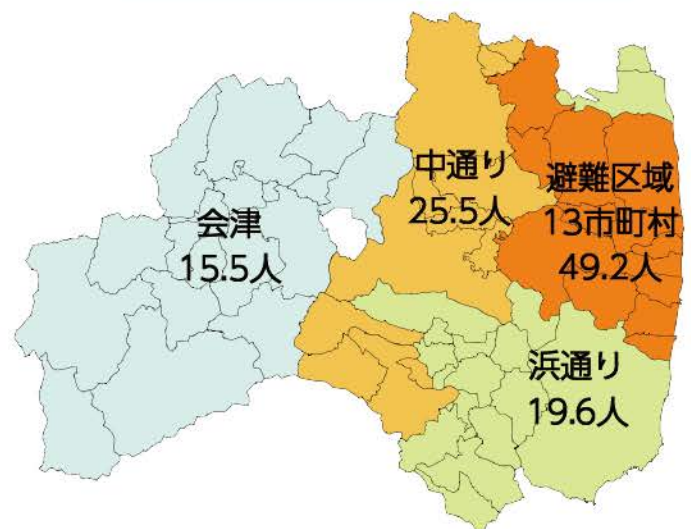 中通り
25.5人
避難区域
13市町村
49.2人
会津
15.5人
浜通り
19.6人